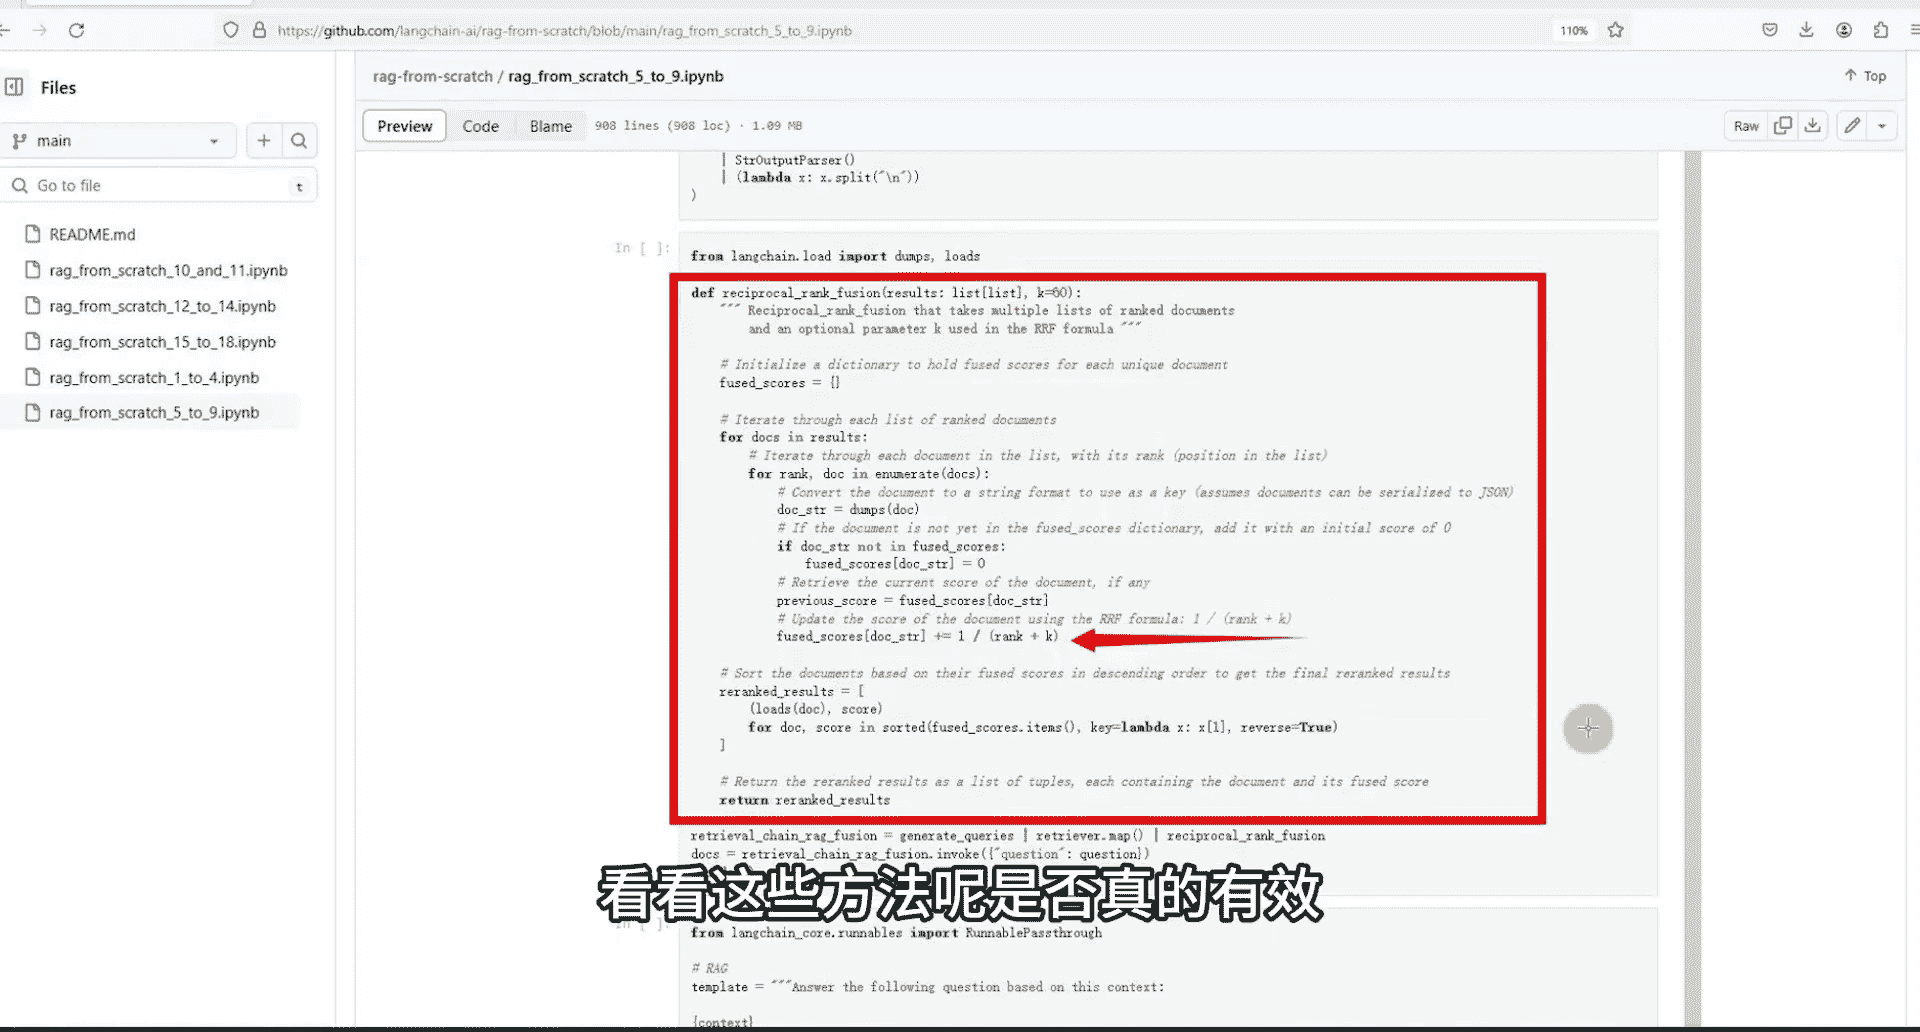 https://github.com/langchain-ai/rag-from-scratch/blob/main/rag_from_scratch_5_to_9.ipynb
110%
Files
main
Go to file
t
README.md
rag_from_scratch_10_and_11.ipynb
rag_from_scratch_12_to_14.ipynb
rag_from_scratch_15_to_18.ipynb
rag_from_scratch_1_to_4.ipynb
rag_from_scratch_5_to_9.ipynb
rag-from-scratch / rag_from_scratch_5_to_9.ipynb
Top
Preview Code Blame 908 lines (908 loc) · 1.09 MB
Raw
| StrOutputParser()
| (lambda x: x.split("\n"))
)
In [ ]:
from langchain.load import dumps, loads
def reciprocal_rank_fusion(results: list[list], k=60):
""" Reciprocal_rank_fusion that takes multiple lists of ranked documents
and an optional parameter k used in the RRF formula """
# Initialize a dictionary to hold fused scores for each unique document
fused_scores = {}
# Iterate through each list of ranked documents
for docs in results:
# Iterate through each document in the list, with its rank (position in the list)
for rank, doc in enumerate(docs):
# Convert the document to a string format to use as a key (assumes documents can be serialized to JSON)
doc_str = dumps(doc)
# If the document is not yet in the fused_scores dictionary, add it with an initial score of 0
if doc_str not in fused_scores:
fused_scores[doc_str] = 0
# Retrieve the current score of the document, if any
previous_score = fused_scores[doc_str]
# Update the score of the document using the RRF formula: 1 / (rank + k)
fused_scores[doc_str] += 1 / (rank + k)
# Sort the documents based on their fused scores in descending order to get the final reranked results
reranked_results = [
(loads(doc), score)
for doc, score in sorted(fused_scores.items(), key=lambda x: x[1], reverse=True)
]
# Return the reranked results as a list of tuples, each containing the document and its fused score
return reranked_results
retrieval_chain_rag_fusion = generate_queries | retriever.map() | reciprocal_rank_fusion
docs = retrieval_chain_rag_fusion.invoke({"question": question})
看看这些方法呢是否真的有效
In [ ]:
from langchain_core.runnables import RunnablePassthrough
# RAG
template = """Answer the following question based on this context:
{context}